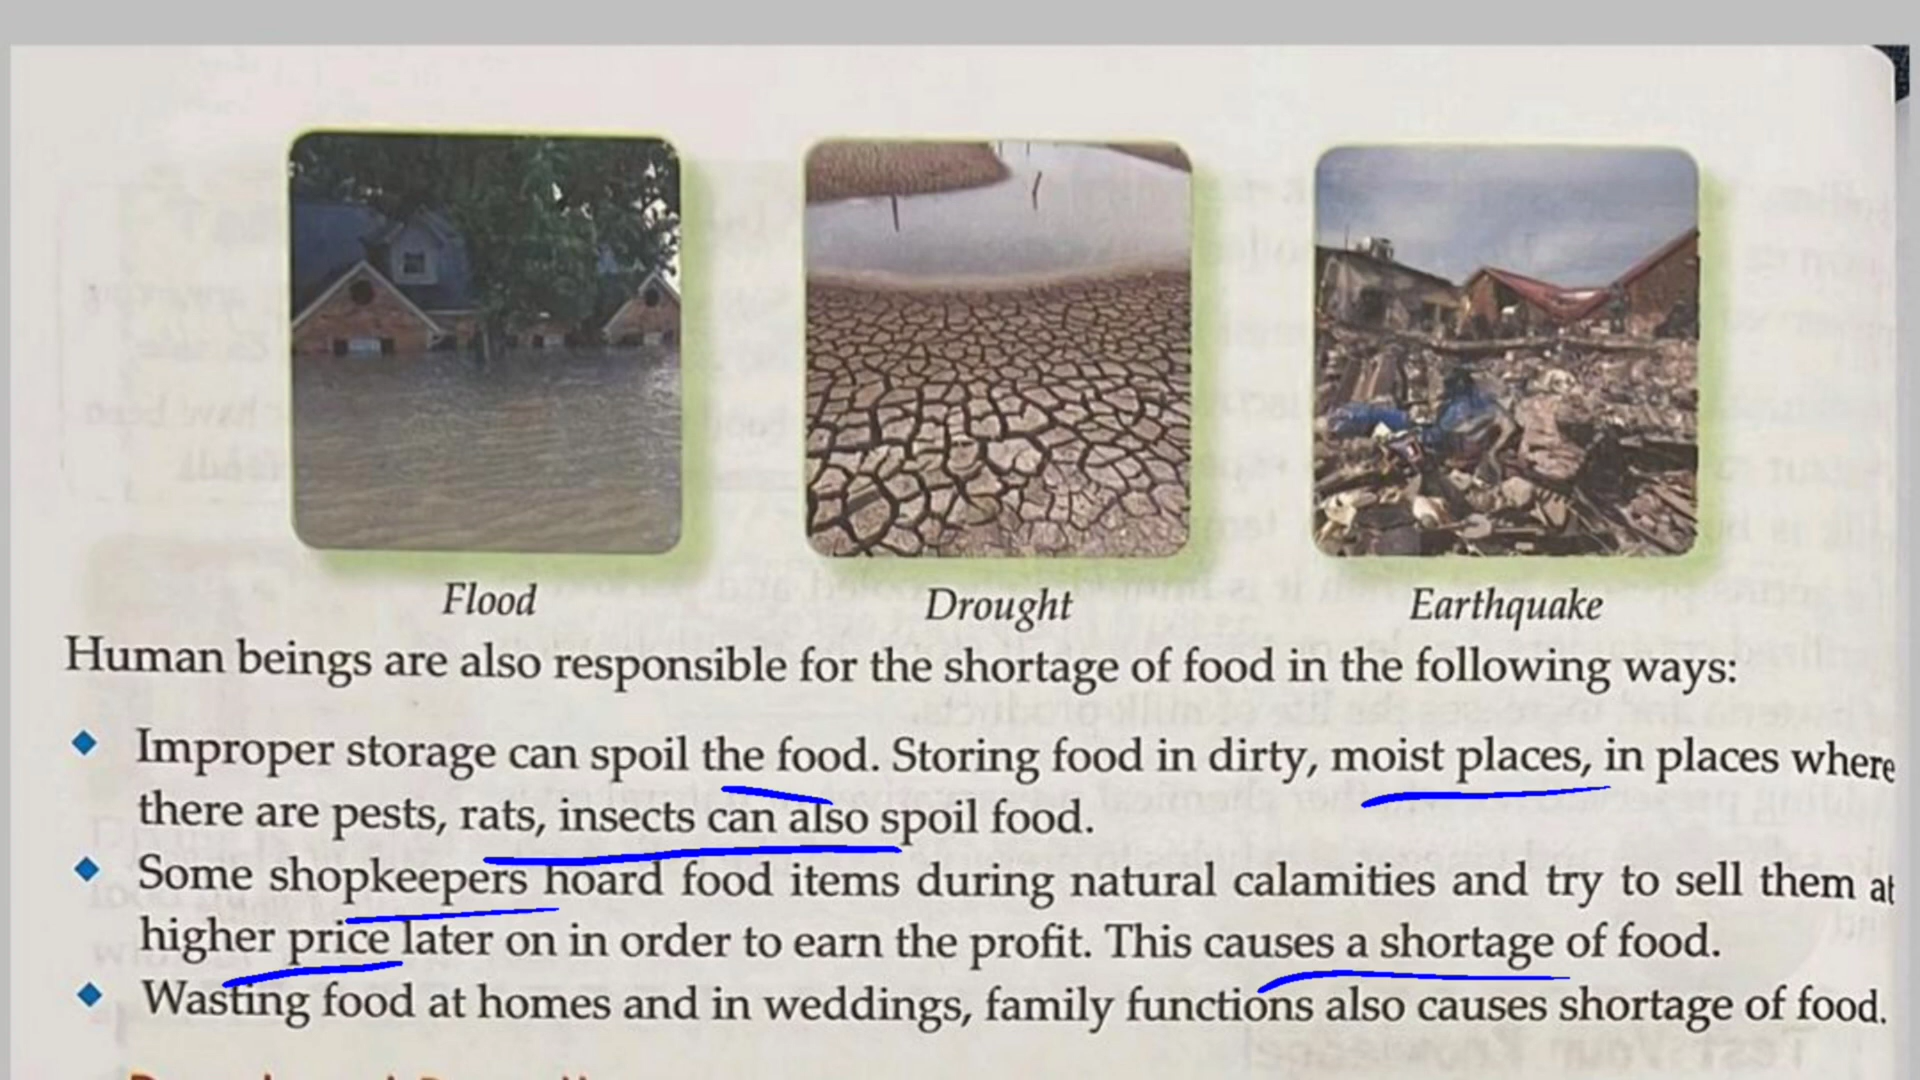 Flood
Drought
Earthquake
Human beings are also responsible for the shortage of food in the following ways:
Improper storage can spoil the food. Storing food in dirty, moist places, in places where
there are pests, rats, insects can also spoil food.
Some shopkeepers hoard food items during natural calamities and try to sell them at
higher price later on in order to earn the profit. This causes a shortage of food.
Wasting food at homes and in weddings, family functions also causes shortage of food.